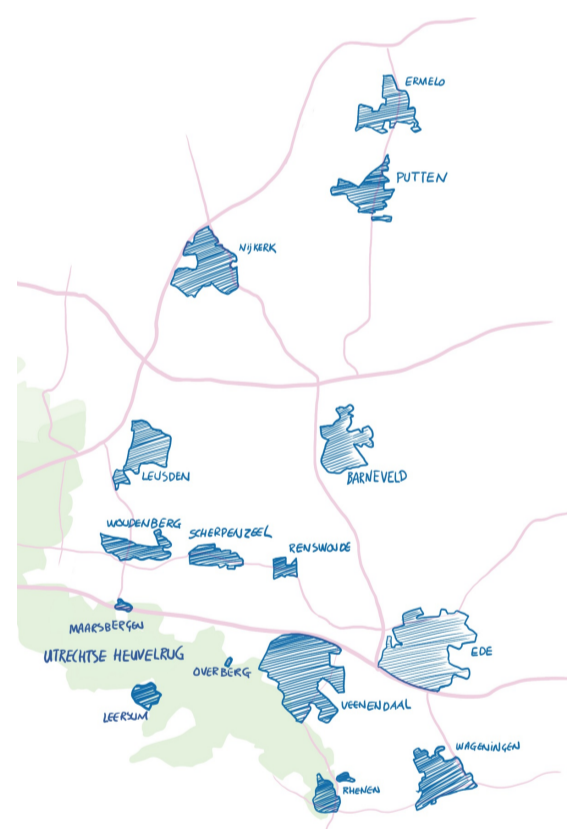 ERMELO
PUTTEN
NIJKERK
LEUSDEN
BARNEVELD
WOUDENBERG
SCHERPENZEEL
RENSWOUDE
MAARSBERGEN
UTRECHTSE HEUVELRUG
OVERBERG
EDE
LEERSUM
VEENENDAAL
WAGENINGEN
RHENEN